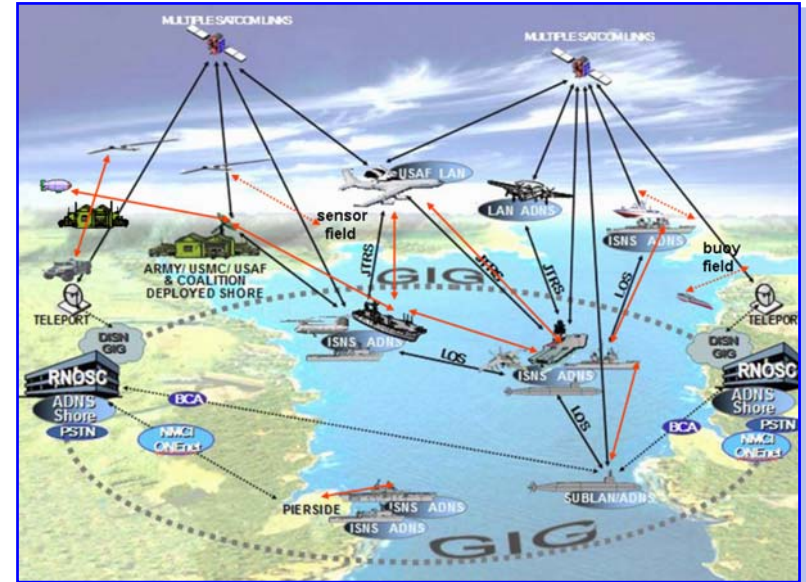 MULTIPLE SATCOM LINKS
MULTIPLE SATCOM LINKS
USAF LAN
LAN ADNS
sensor
field
ISNS ADNS
buoy
field
ARMY/ USMC/ USAF
& COALITION
DEPLOYED SHORE
JTRS
JTRS
JTRS
LOS
GIG
TELEPORT
TELEPORT
DISN
GIG
DISN
GIG
ISNS ADNS
LOS
ISNS ADNS
RNOSC
RNOSC
ADNS
Shore
ADNS
Shore
BCA
BCA
LOS
PSTN
PSTN
NMCI
ONEnet
NMCI
ONEnet
PIERSIDE
ISNS ADNS
ISNS ADNS
SUBLAN/ADNS
GIG